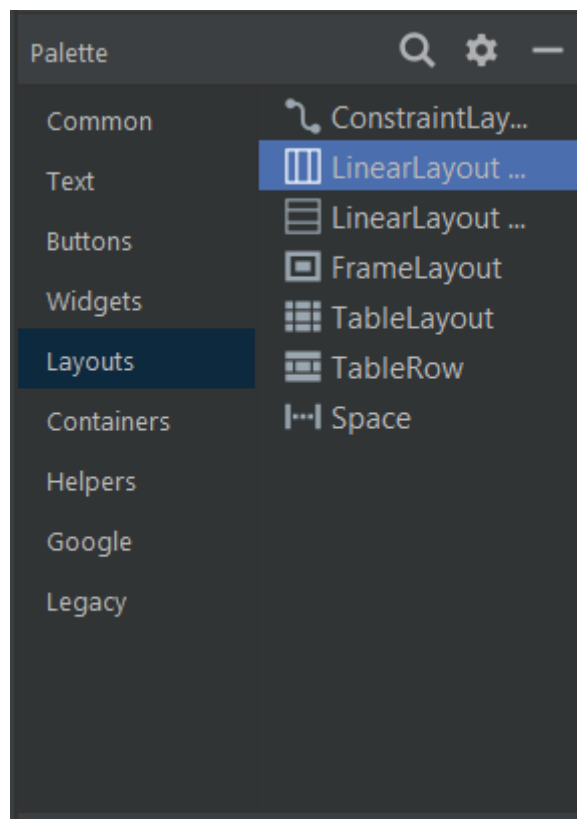 Palette
Common
Text
Buttons
Widgets
Layouts
Containers
Helpers
Google
Legacy
ConstraintLay...
LinearLayout ...
LinearLayout ...
FrameLayout
TableLayout
TableRow
Space